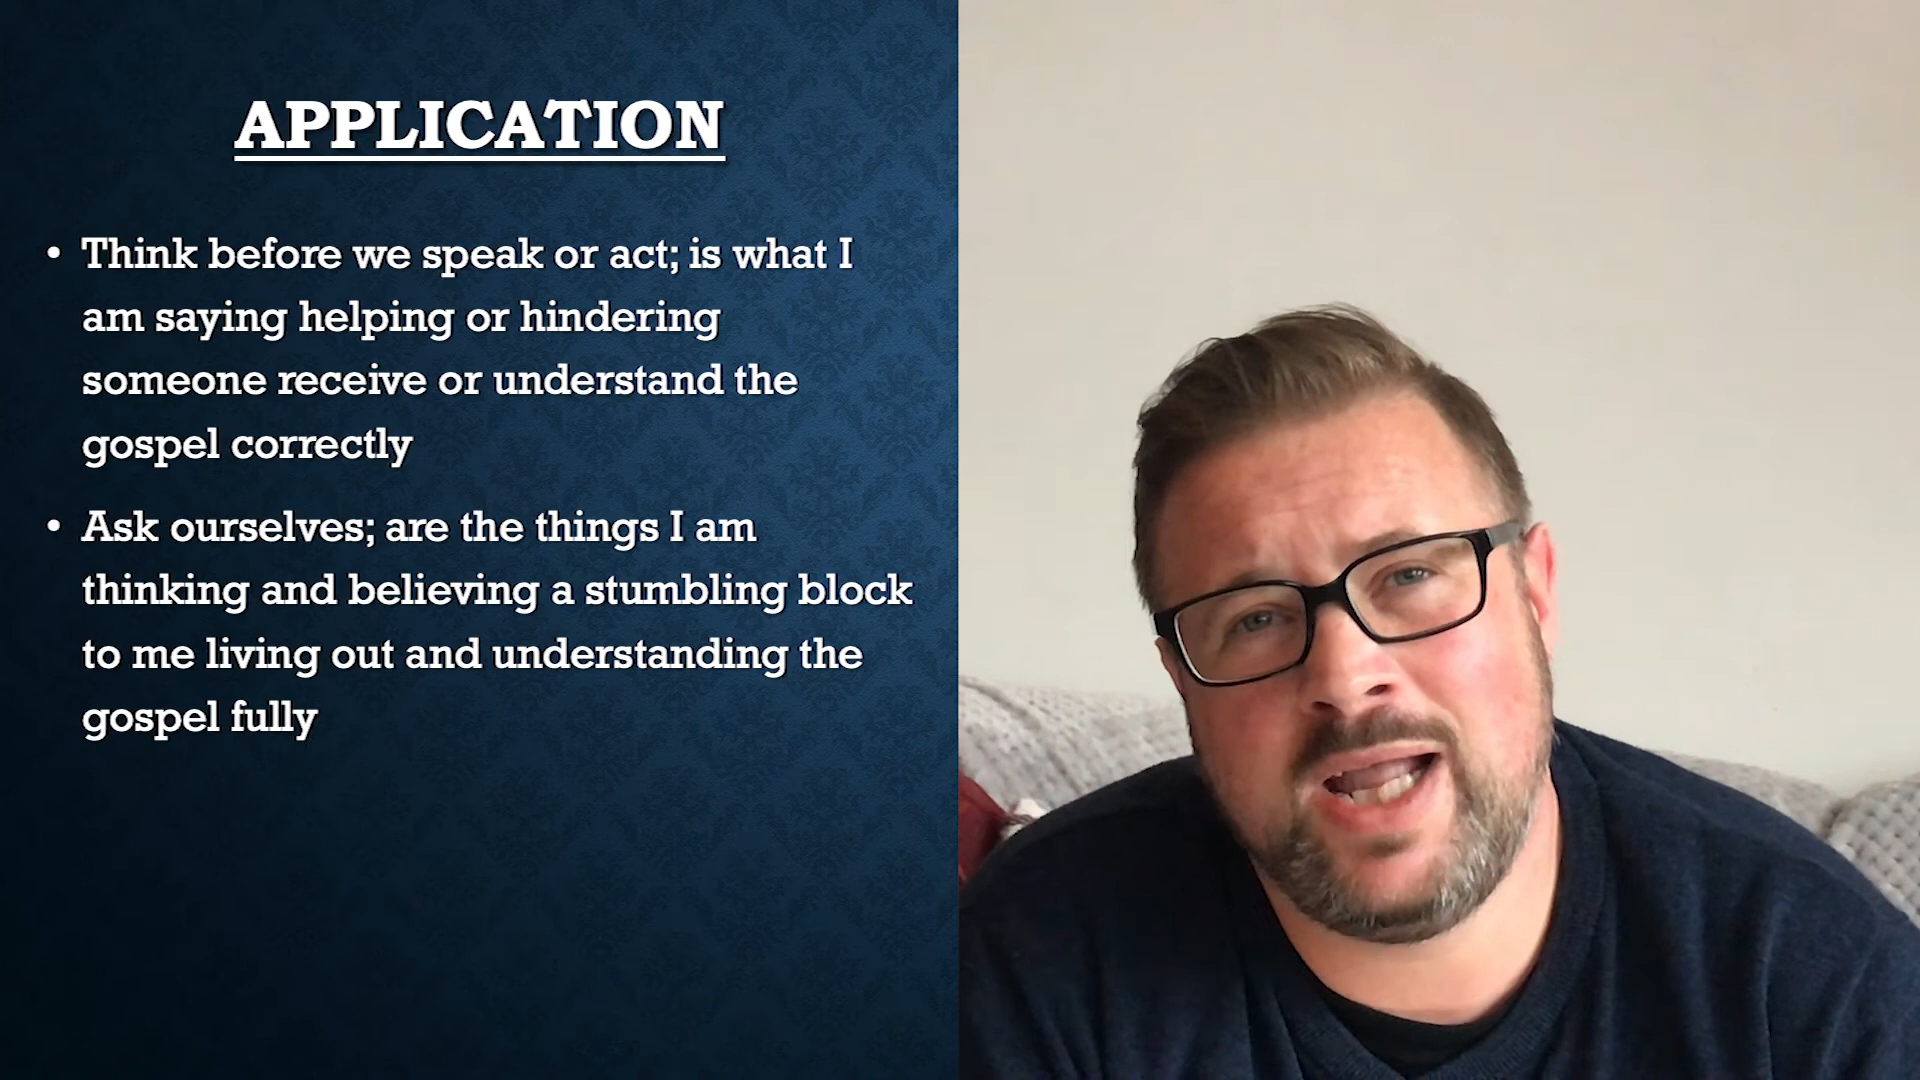 APPLICATION
• Think before we speak or act; is what I
am saying helping or hindering
someone receive or understand the
gospel correctly
• Ask ourselves; are the things I am
thinking and believing a stumbling block
to me living out and understanding the
gospel fully